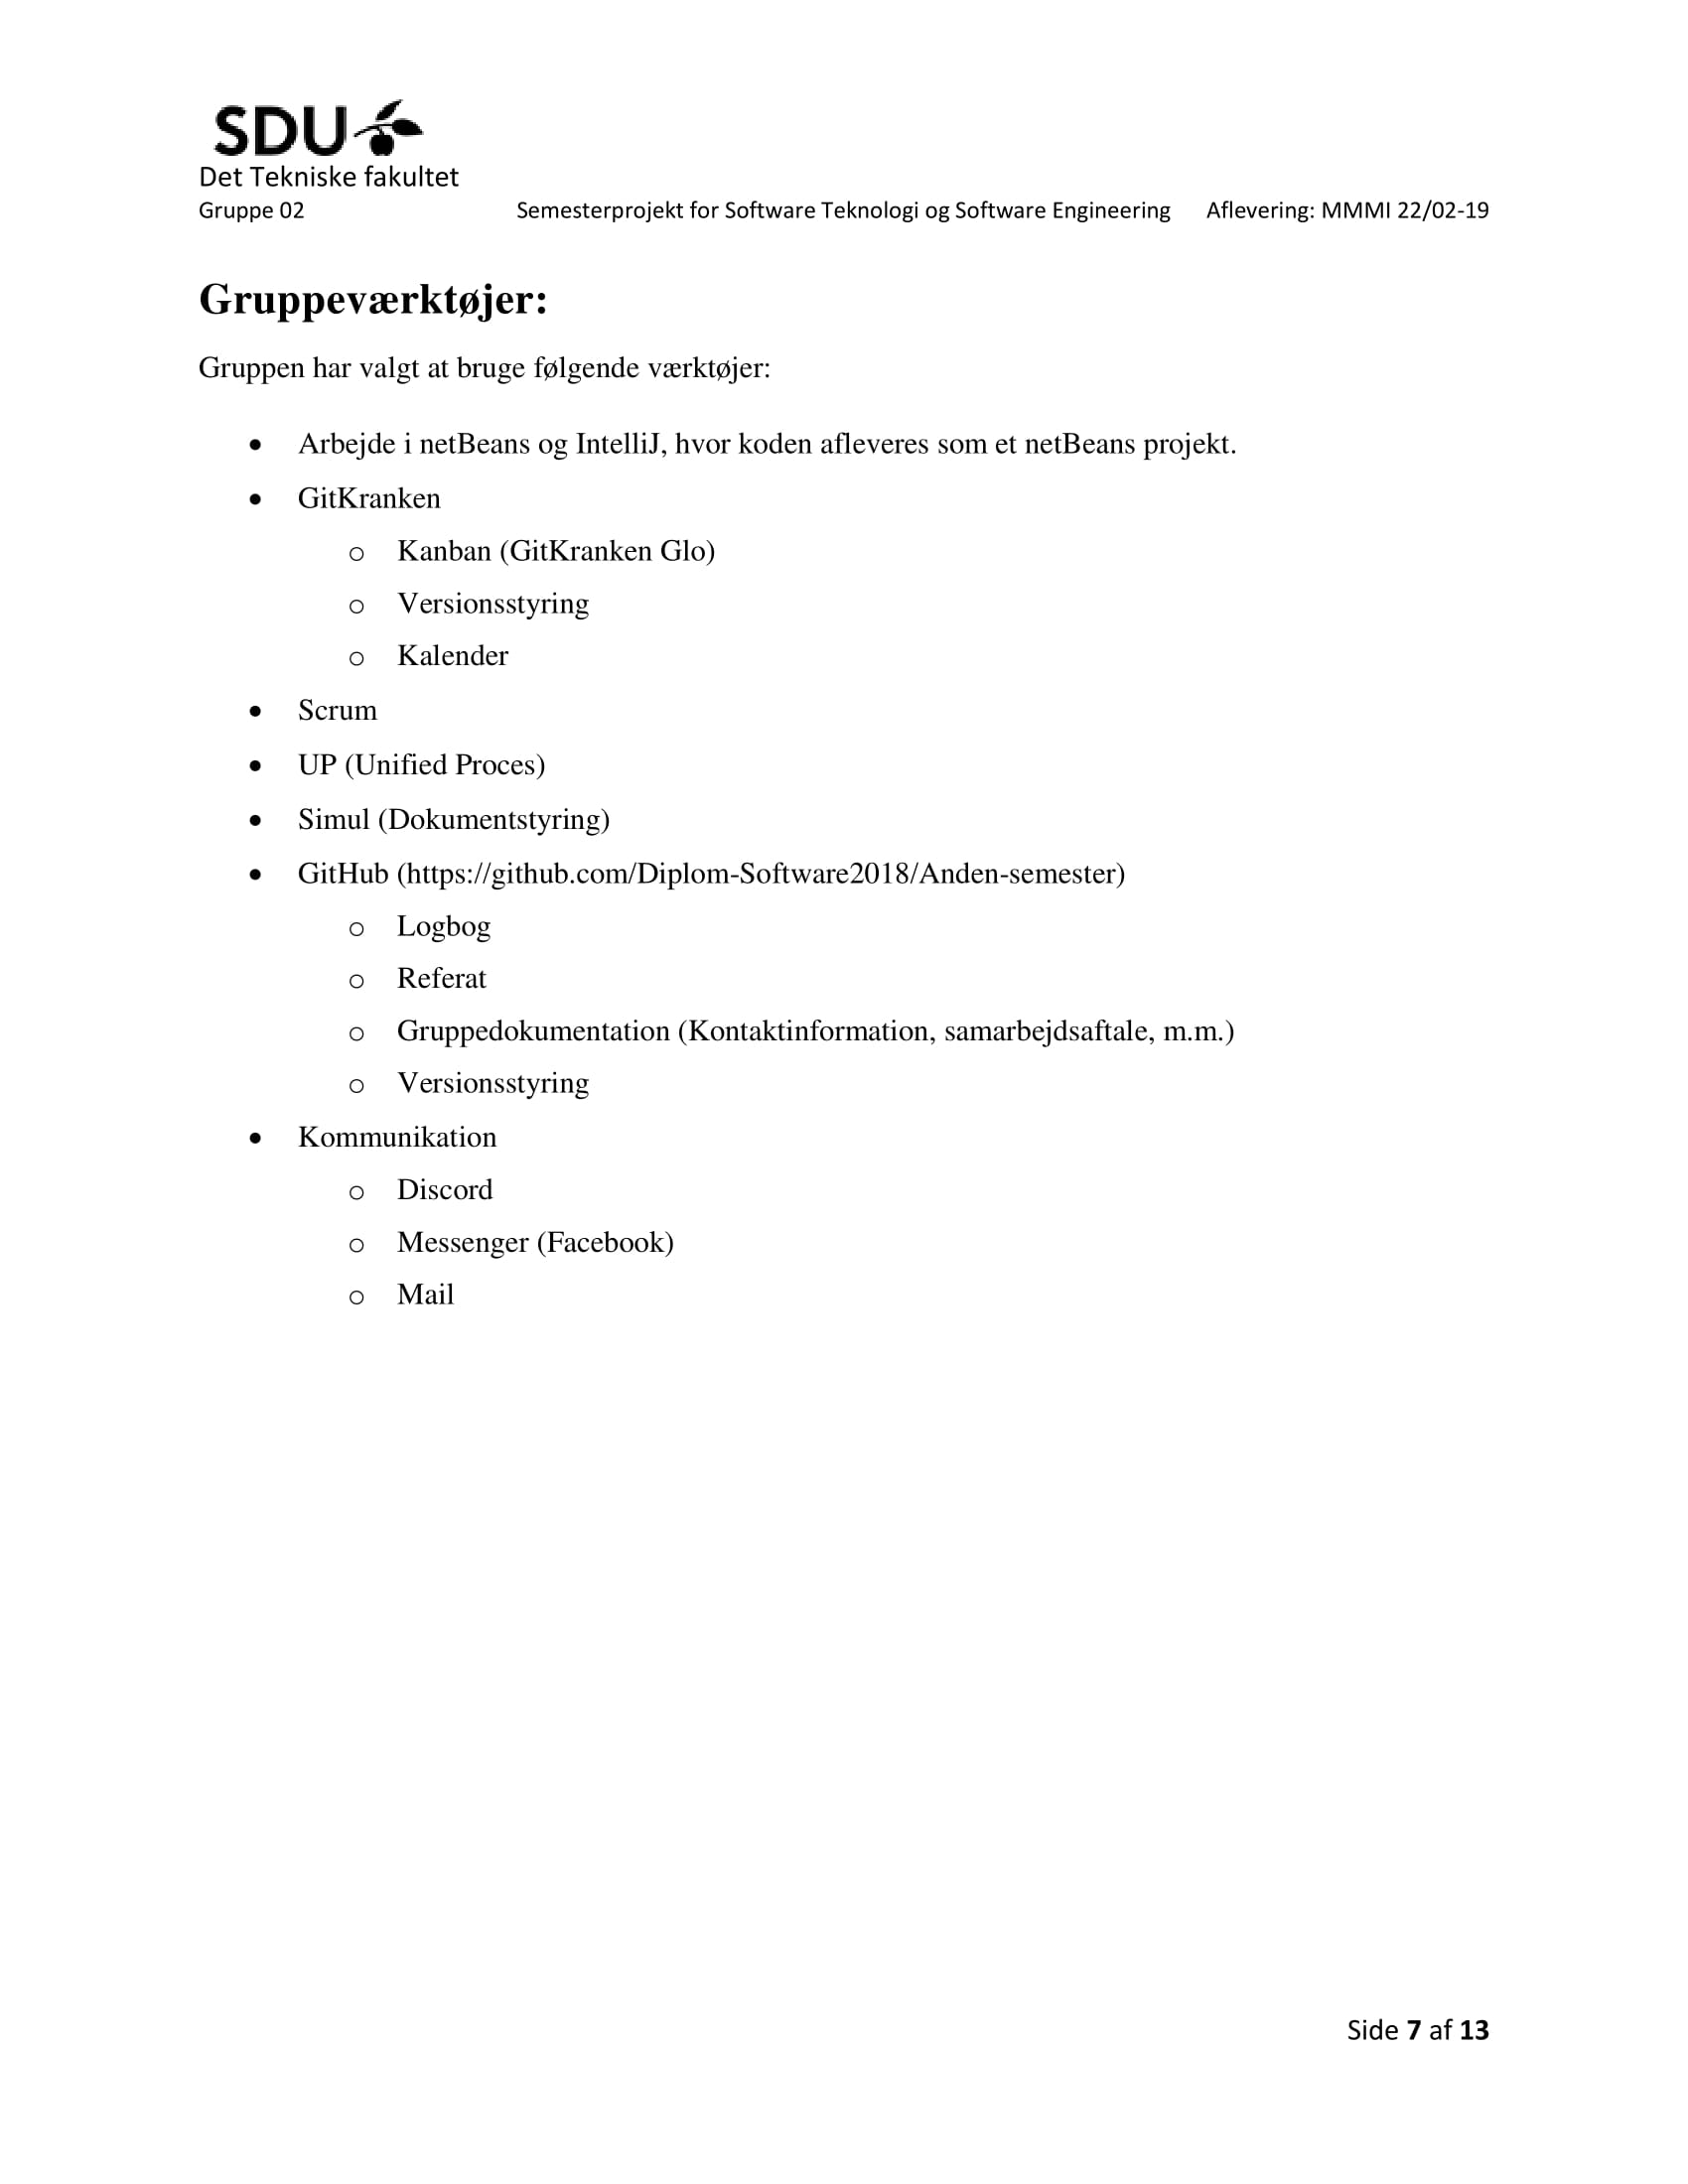 SDU
Det Tekniske fakultet
Gruppe 02 Semesterprojekt for Software Teknologi og Software Engineering Aflevering: MMMI 22/02-19
Gruppeværktøjer:
Gruppen har valgt at bruge følgende værktøjer:
• Arbejde i netBeans og IntelliJ, hvor koden afleveres som et netBeans projekt.
• GitKranken
o Kanban (GitKranken Glo)
o Versionsstyring
o Kalender
• Scrum
• UP (Unified Proces)
• Simul (Dokumentstyring)
• GitHub (https://github.com/Diplom-Software2018/Anden-semester)
o Logbog
o Referat
o Gruppedokumentation (Kontaktinformation, samarbejdsaftale, m.m.)
o Versionsstyring
• Kommunikation
o Discord
o Messenger (Facebook)
o Mail
Side 7 af 13